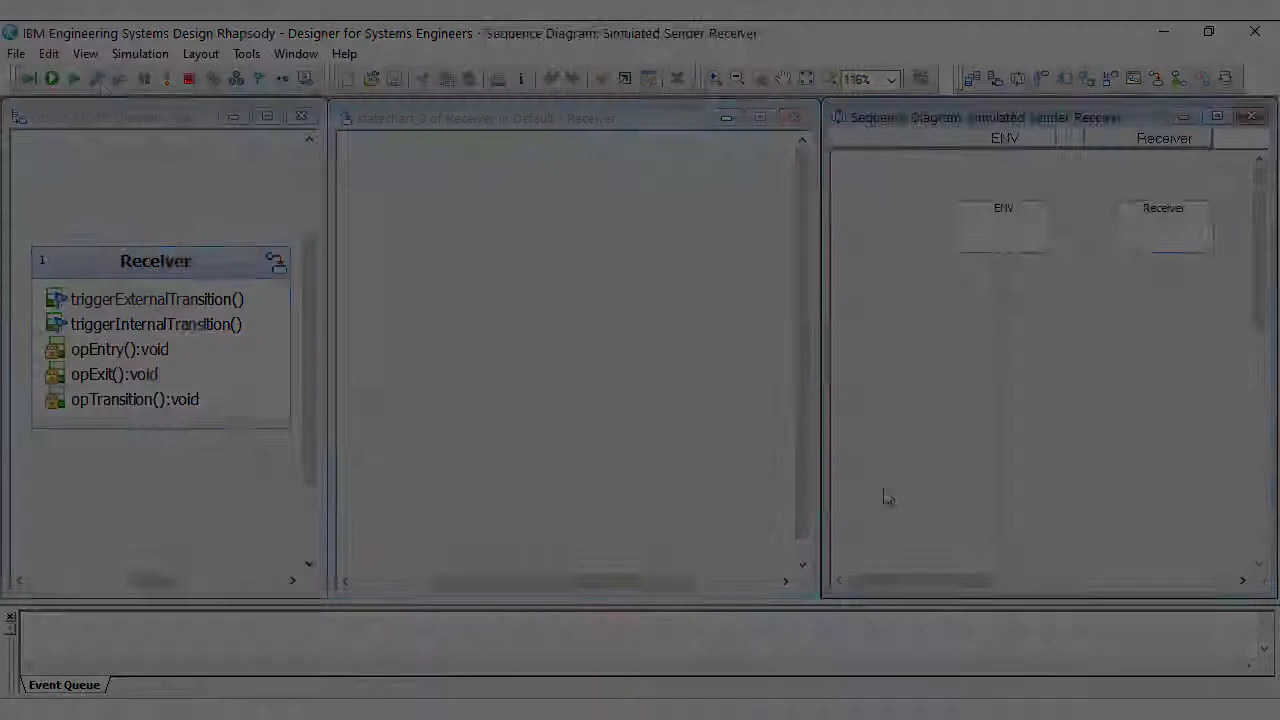 IBM Engineering Systems Design Rhapsody - Designer for Systems Engineers - Sequence Diagram: Simulated Sender Receiver
File Edit View Simulation Layout Tools Window Help
116%
statechart_0 of Receiver in Default - Receiver
Sequence Diagram: Simulated Sender Receiver
ENV Receiver
ENV Receiver
1 Receiver
triggerExternalTransition()
triggerInternalTransition()
opEntry():void
opExit():void
opTransition():void
Event Queue